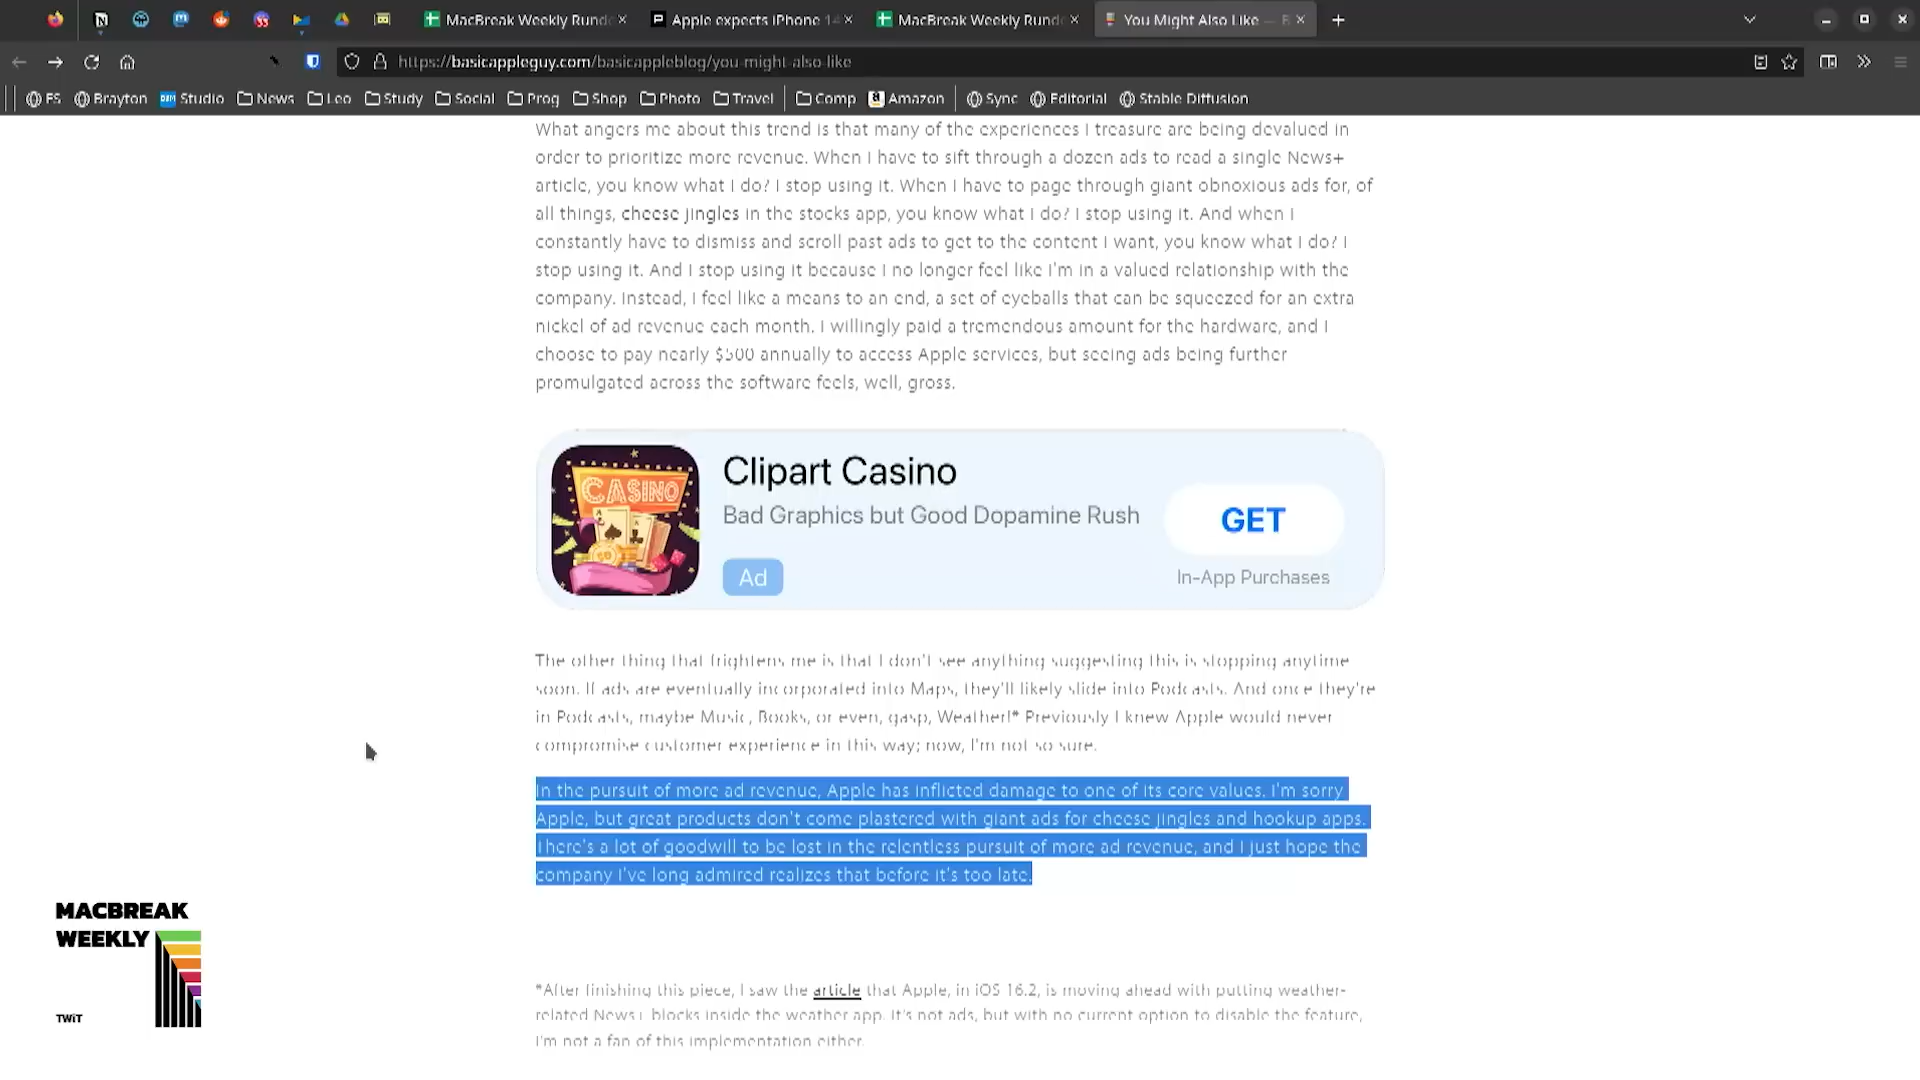 MacBreak Weekly Rund
Apple expects iPhone 14
MacBreak Weekly Rund
You Might Also Like — B
https://basicappleguy.com/basicappleblog/you-might-also-like
FS
Brayton
Studio
News
Leo
Study
Social
Prog
Shop
Photo
Travel
Comp
Amazon
Sync
Editorial
Stable Diffusion
What angers me about this trend is that many of the experiences I treasure are being devalued in
order to prioritize more revenue. When I have to sift through a dozen ads to read a single News+
article, you know what I do? I stop using it. When I have to page through giant obnoxious ads for, of
all things, cheese jingles in the stocks app, you know what I do? I stop using it. And when I
constantly have to dismiss and scroll past ads to get to the content I want, you know what I do? I
stop using it. And I stop using it because I no longer feel like I'm in a valued relationship with the
company. Instead, I feel like a means to an end, a set of eyeballs that can be squeezed for an extra
nickel of ad revenue each month. I willingly paid a tremendous amount for the hardware, and I
choose to pay nearly $500 annually to access Apple services, but seeing ads being further
promulgated across the software feels, well, gross.
CASINO
Clipart Casino
Bad Graphics but Good Dopamine Rush
Ad
GET
In-App Purchases
The other thing that frightens me is that I don't see anything suggesting this is stopping anytime
soon. If ads are eventually incorporated into Maps, they'll likely slide into Podcasts. And once they're
in Podcasts, maybe Music, Books, or even, gasp, Weather!* Previously I knew Apple would never
compromise customer experience in this way; now, I'm not so sure.
In the pursuit of more ad revenue, Apple has inflicted damage to one of its core values. I'm sorry
Apple, but great products don't come plastered with giant ads for cheese jingles and hookup apps.
There's a lot of goodwill to be lost in the relentless pursuit of more ad revenue, and I just hope the
company I've long admired realizes that before it's too late.
*After finishing this piece, I saw the article that Apple, in iOS 16.2, is moving ahead with putting weather-
related News+ blocks inside the weather app. It's not ads, but with no current option to disable the feature,
I'm not a fan of this implementation either.
MACBREAK
WEEKLY
TWiT